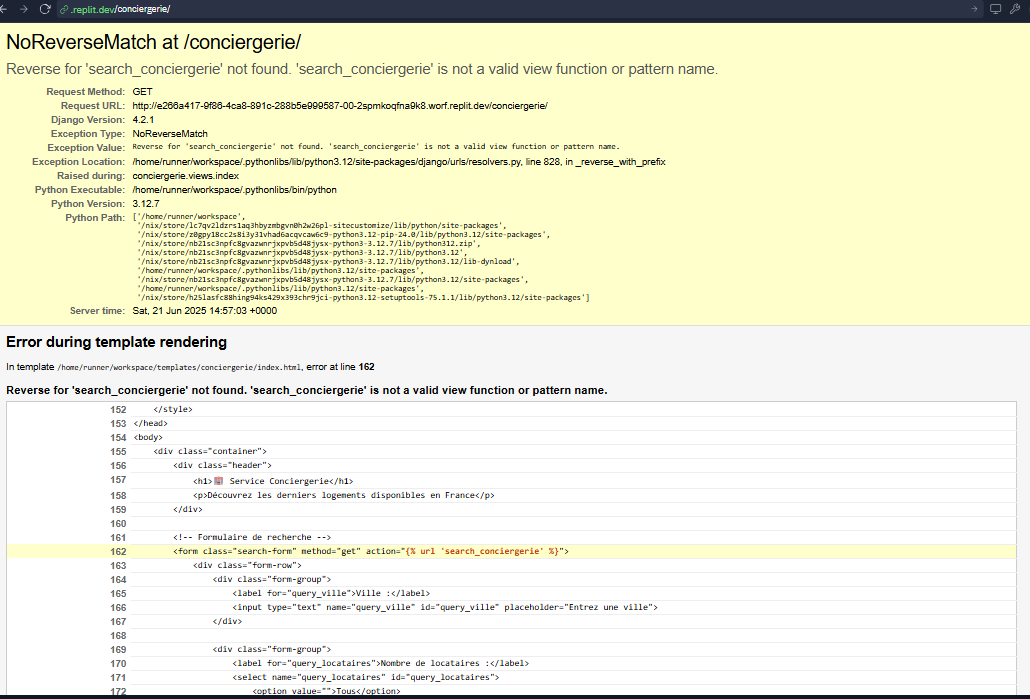 .replit.dev/conciergerie/
NoReverseMatch at /conciergerie/
Reverse for 'search_conciergerie' not found. 'search_conciergerie' is not a valid view function or pattern name.
Request Method: GET
Request URL: http://e266a417-9f86-4ca8-891c-288b5e999587-00-2spmkoqfna9k8.worf.replit.dev/conciergerie/
Django Version: 4.2.1
Exception Type: NoReverseMatch
Exception Value: Reverse for 'search_conciergerie' not found. 'search_conciergerie' is not a valid view function or pattern name.
Exception Location: /home/runner/workspace/.pythonlibs/lib/python3.12/site-packages/django/urls/resolvers.py, line 828, in _reverse_with_prefix
Raised during: conciergerie.views.index
Python Executable: /home/runner/workspace/.pythonlibs/bin/python
Python Version: 3.12.7
Python Path: ['/home/runner/workspace',
'/nix/store/lc7qv2ldzrs1aq3hbyzmbgvn0h2w26pl-sitecustomize/lib/python/site-packages',
'/nix/store/z0gpy18cc2s8i3y31vhad6acqvcaw6c9-python3.12-pip-24.0/lib/python3.12/site-packages',
'/nix/store/nb21sc3npfc8gvazwnrjxpvb5d48jysx-python3-3.12.7/lib/python312.zip',
'/nix/store/nb21sc3npfc8gvazwnrjxpvb5d48jysx-python3-3.12.7/lib/python3.12',
'/nix/store/nb21sc3npfc8gvazwnrjxpvb5d48jysx-python3-3.12.7/lib/python3.12/lib-dynload',
'/home/runner/workspace/.pythonlibs/lib/python3.12/site-packages',
'/nix/store/nb21sc3npfc8gvazwnrjxpvb5d48jysx-python3-3.12.7/lib/python3.12/site-packages',
'/home/runner/workspace/.pythonlibs/lib/python3.12/site-packages',
'/nix/store/h25lasfc88hing94ks429x393chr9jci-python3.12-setuptools-75.1.1/lib/python3.12/site-packages']
Server time: Sat, 21 Jun 2025 14:57:03 +0000
Error during template rendering
In template /home/runner/workspace/templates/conciergerie/index.html, error at line 162
Reverse for 'search_conciergerie' not found. 'search_conciergerie' is not a valid view function or pattern name.
152 </style>
153 </head>
154 <body>
155 <div class="container">
156 <div class="header">
157 <h1>🏨 Service Conciergerie</h1>
158 <p>Découvrez les derniers logements disponibles en France</p>
159 </div>
160
161 <!-- Formulaire de recherche -->
162 <form class="search-form" method="get" action="{% url 'search_conciergerie' %}">
163 <div class="form-row">
164 <div class="form-group">
165 <label for="query_ville">Ville :</label>
166 <input type="text" name="query_ville" id="query_ville" placeholder="Entrez une ville">
167 </div>
168
169 <div class="form-group">
170 <label for="query_locataires">Nombre de locataires :</label>
171 <select name="query_locataires" id="query_locataires">
172 <option value="">Tous</option>